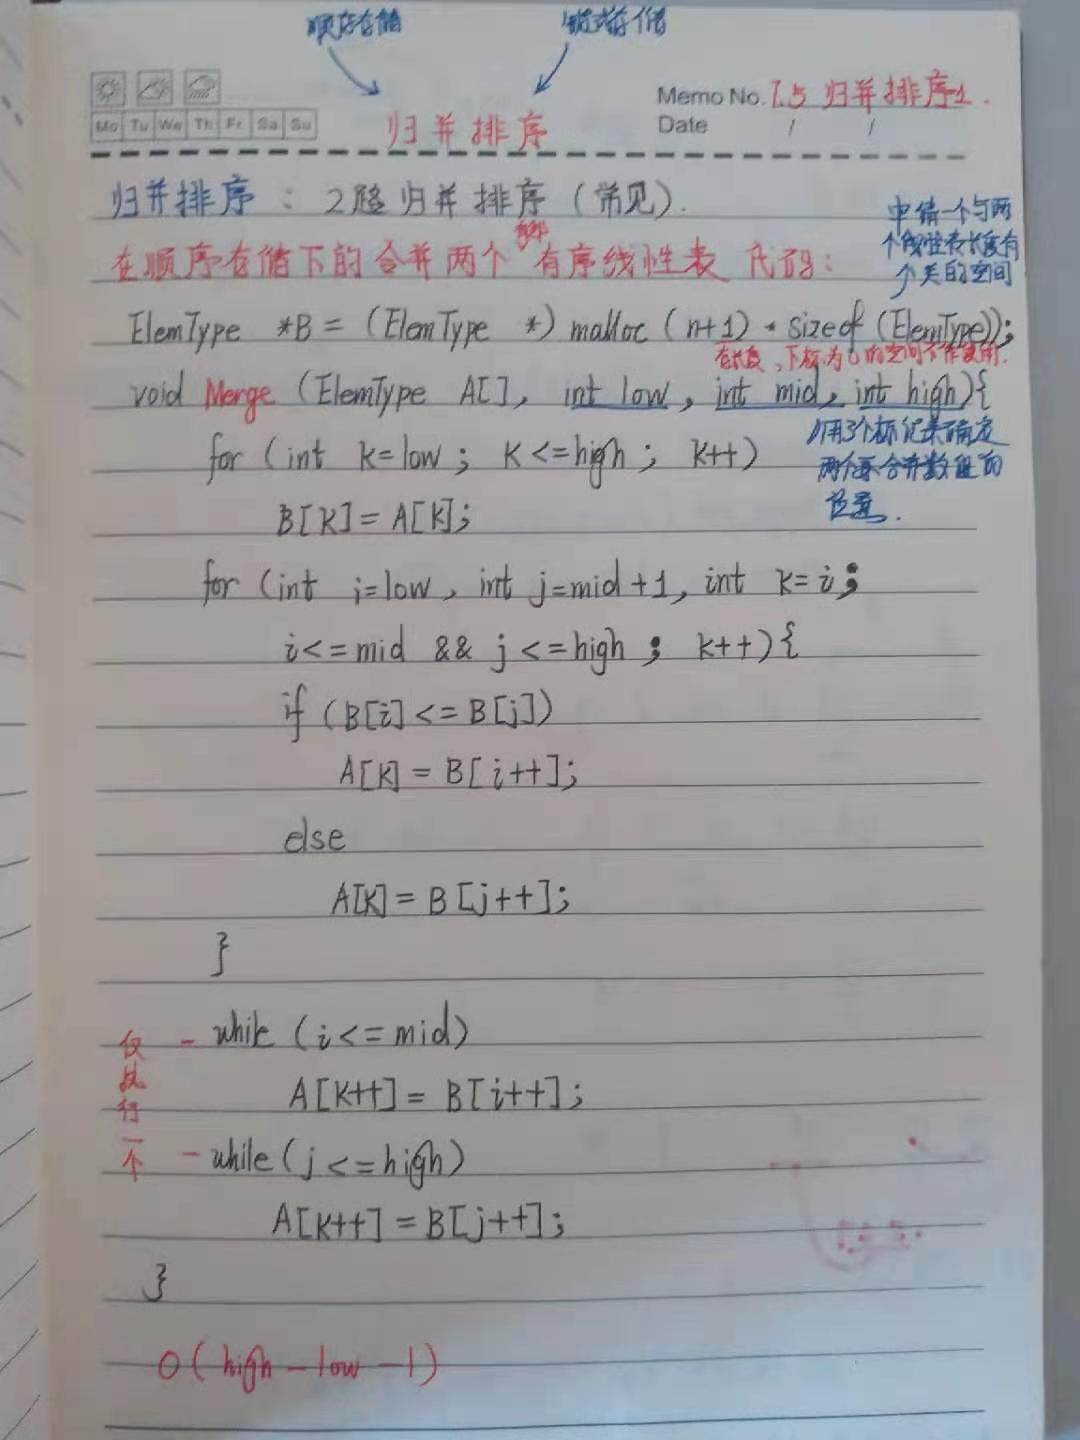 顺序存储 链式存储
Memo No. 7.5 归并排序1.
Mo Tu We Th Fr Sa Su
Date / /
归并排序
归并排序：2路归并排序（常见）.
申请一个与两
个线性表长度有
个关的空间
在顺序存储下的合并两个有序线性表 代码：
ElemType *B = (ElemType *) malloc (n+1) * sizeof (ElemType));
表长度，下标为0的空间不作使用.
void Merge (ElemType A[], int low, int mid, int high){
//用3个标记来确定
两个要合并数组的
位置.
for (int k=low; k<=high; k++)
B[k] = A[k];
for (int i=low, int j=mid+1, int k=i;
i<=mid && j<=high; k++){
if (B[i]<=B[j])
A[k] = B[i++];
else
A[k] = B[j++];
}
仅执行一个
- while (i<=mid)
A[k++] = B[i++];
- while (j<=high)
A[k++] = B[j++];
}
O(high-low-1)